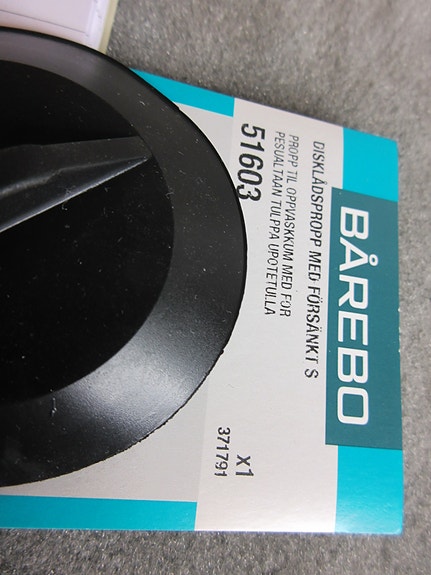 BÅREBO
DISKLÅDSPROPP MED FÖRSÄNKT S
PROPP TIL OPPVASKKUM MED FOR
PESUALTAAN TULPPA UPOTETULLA
51603
x1
371791